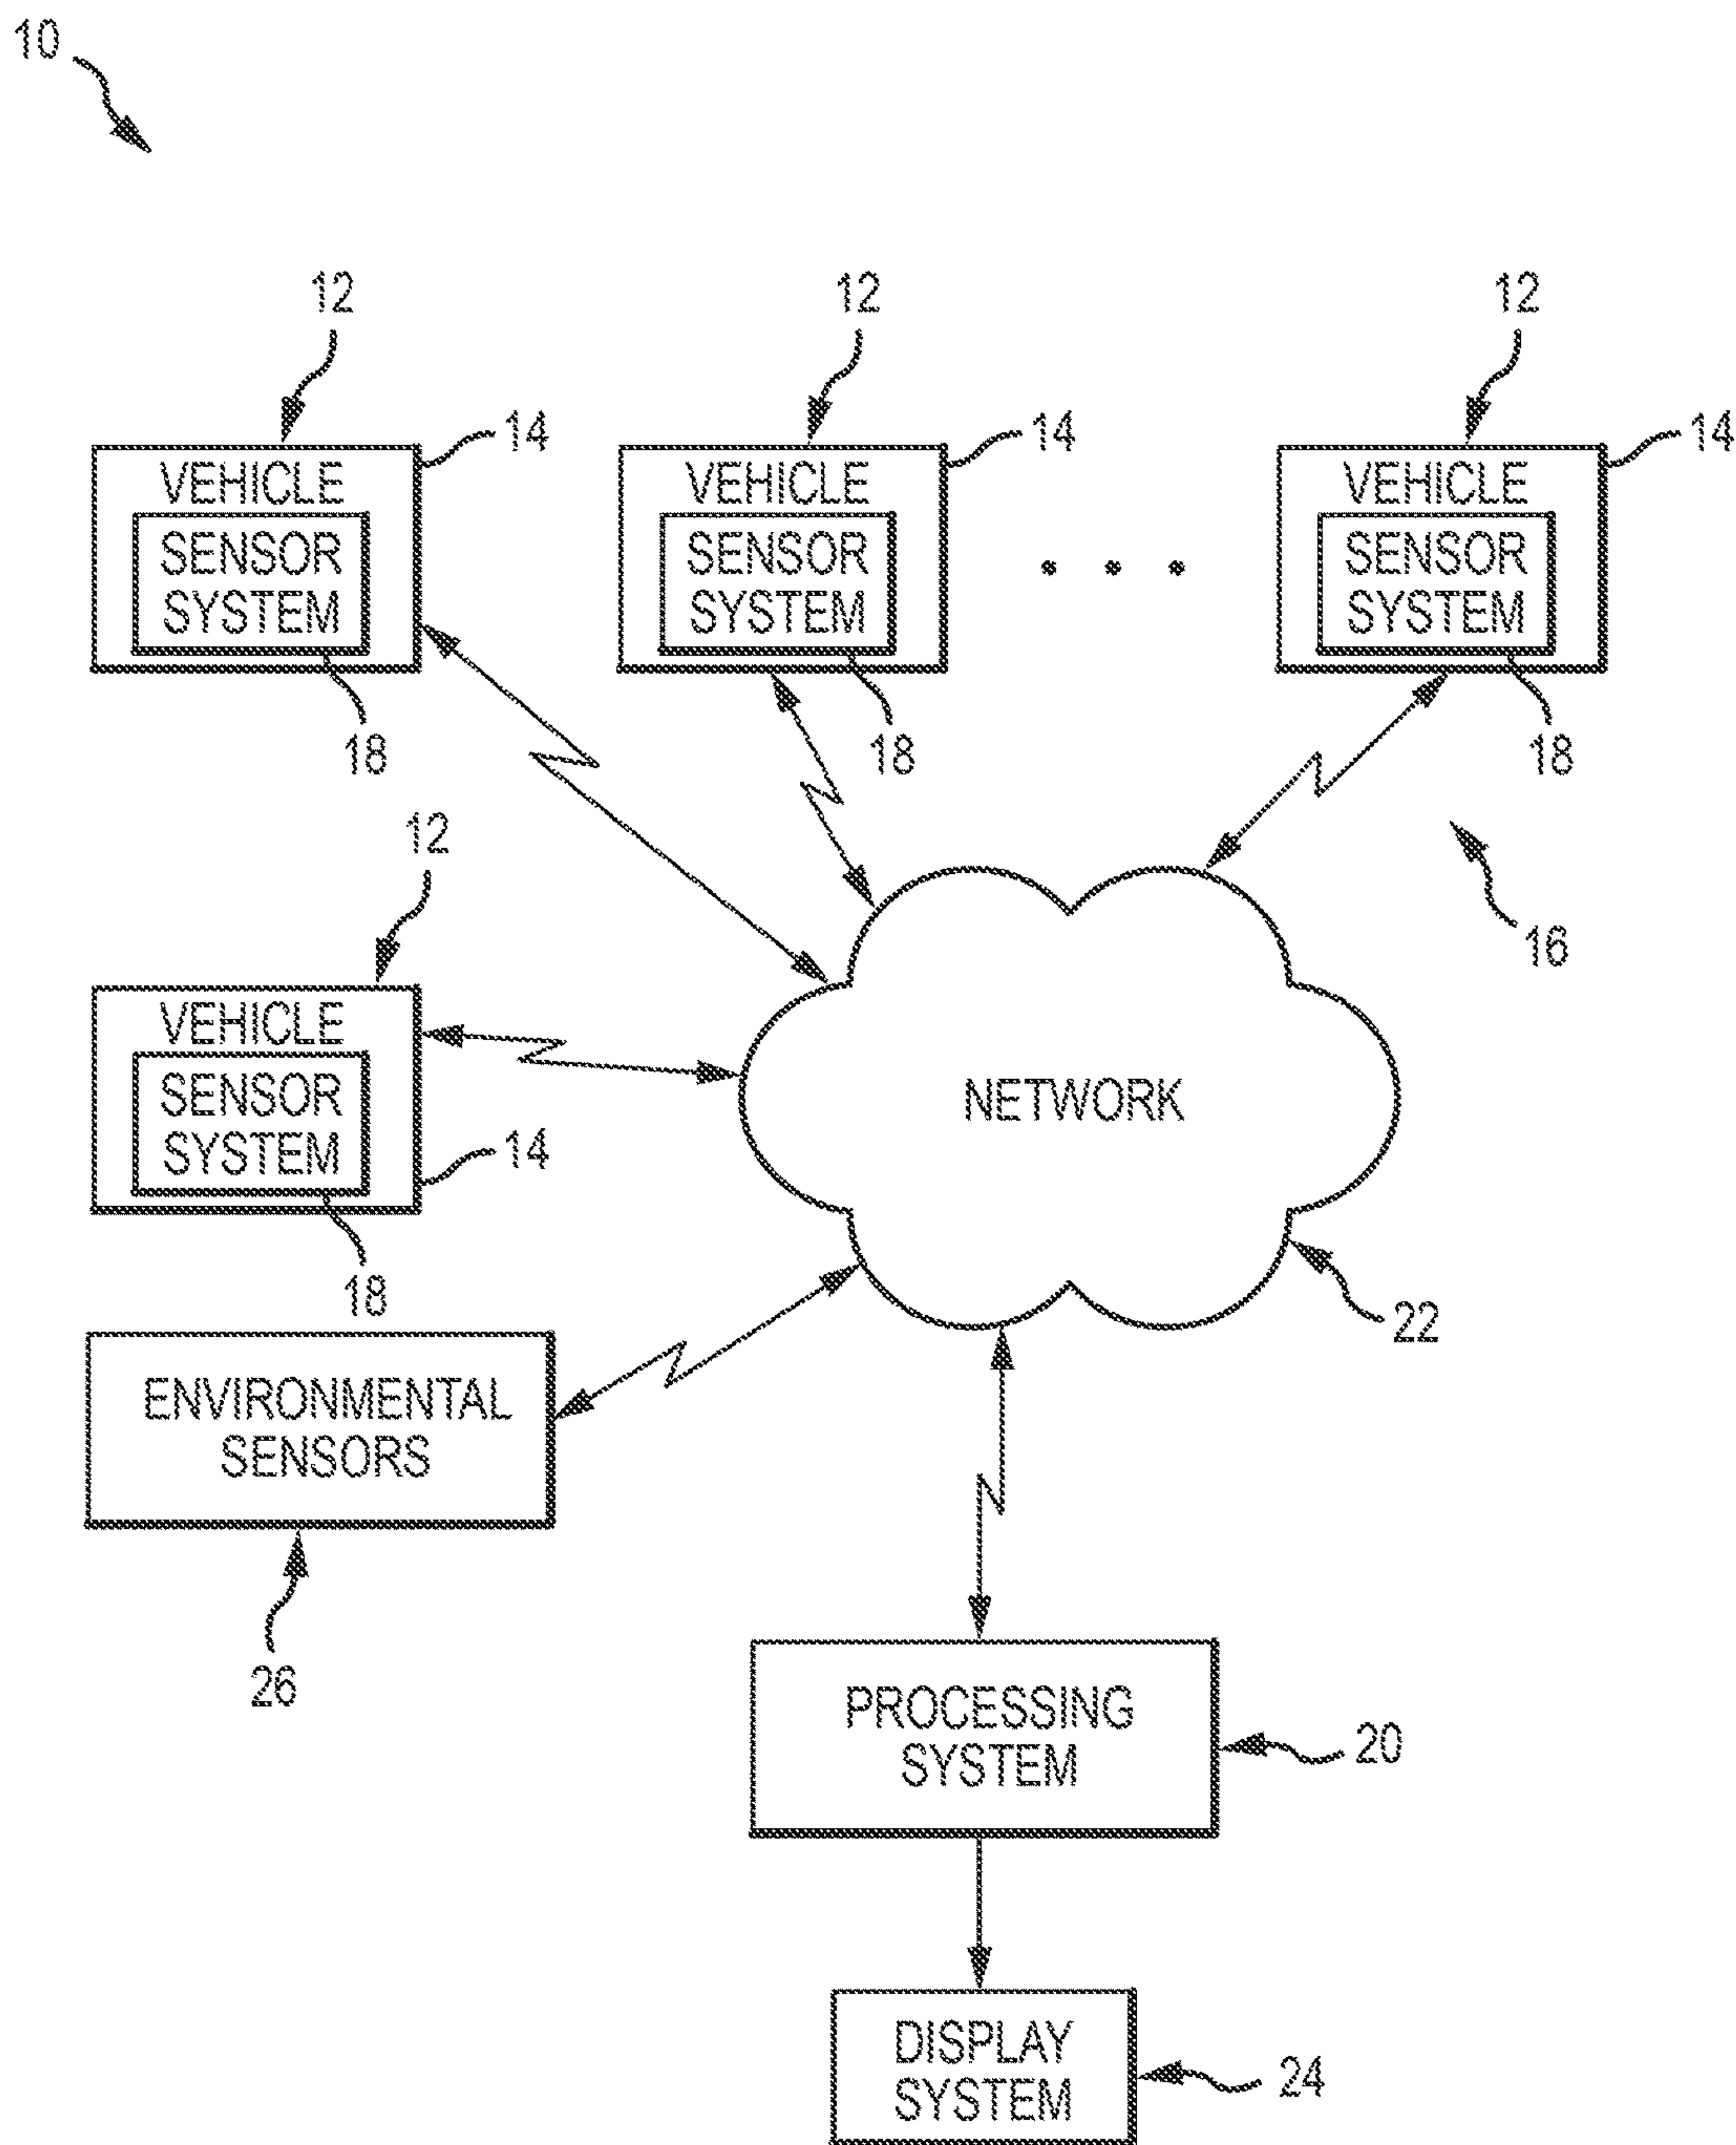 10
12
12
12
14
14
14
VEHICLE
SENSOR
SYSTEM
VEHICLE
SENSOR
SYSTEM
. . .
VEHICLE
SENSOR
SYSTEM
18
18
18
12
16
VEHICLE
SENSOR
SYSTEM
14
18
NETWORK
22
ENVIRONMENTAL
SENSORS
26
PROCESSING
SYSTEM
20
DISPLAY
SYSTEM
24